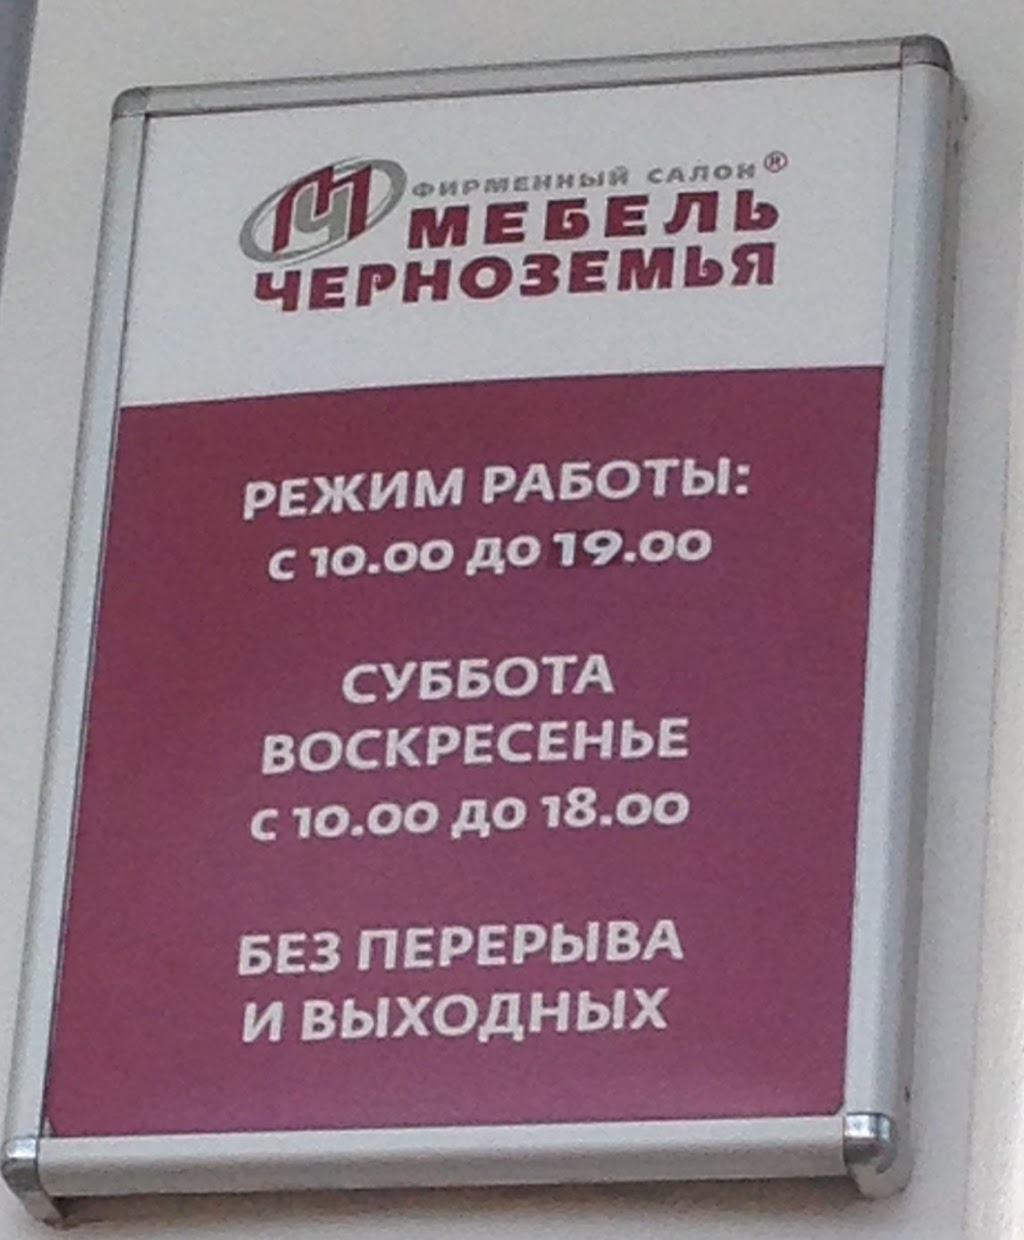 ФИРМЕННЫЙ САЛОН®
МЕБЕЛЬ
ЧЕРНОЗЕМЬЯ
РЕЖИМ РАБОТЫ:
С 10.00 ДО 19.00
СУББОТА
ВОСКРЕСЕНЬЕ
С 10.00 ДО 18.00
БЕЗ ПЕРЕРЫВА
И ВЫХОДНЫХ